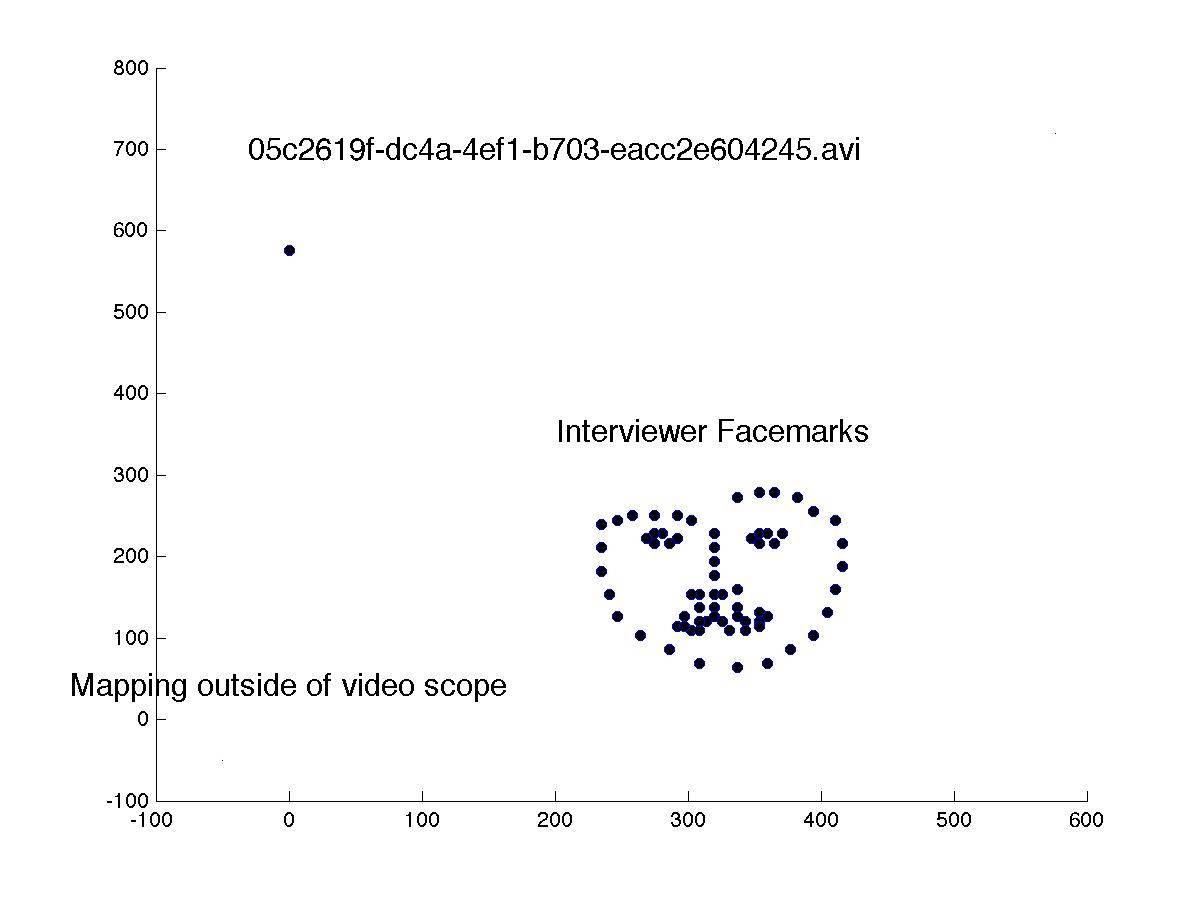 800
05c2619f-dc4a-4ef1-b703-eacc2e604245.avi
700
600
500
400
Interviewer Facemarks
300
200
100
Mapping outside of video scope
0
-100
-100 0 100 200 300 400 500 600